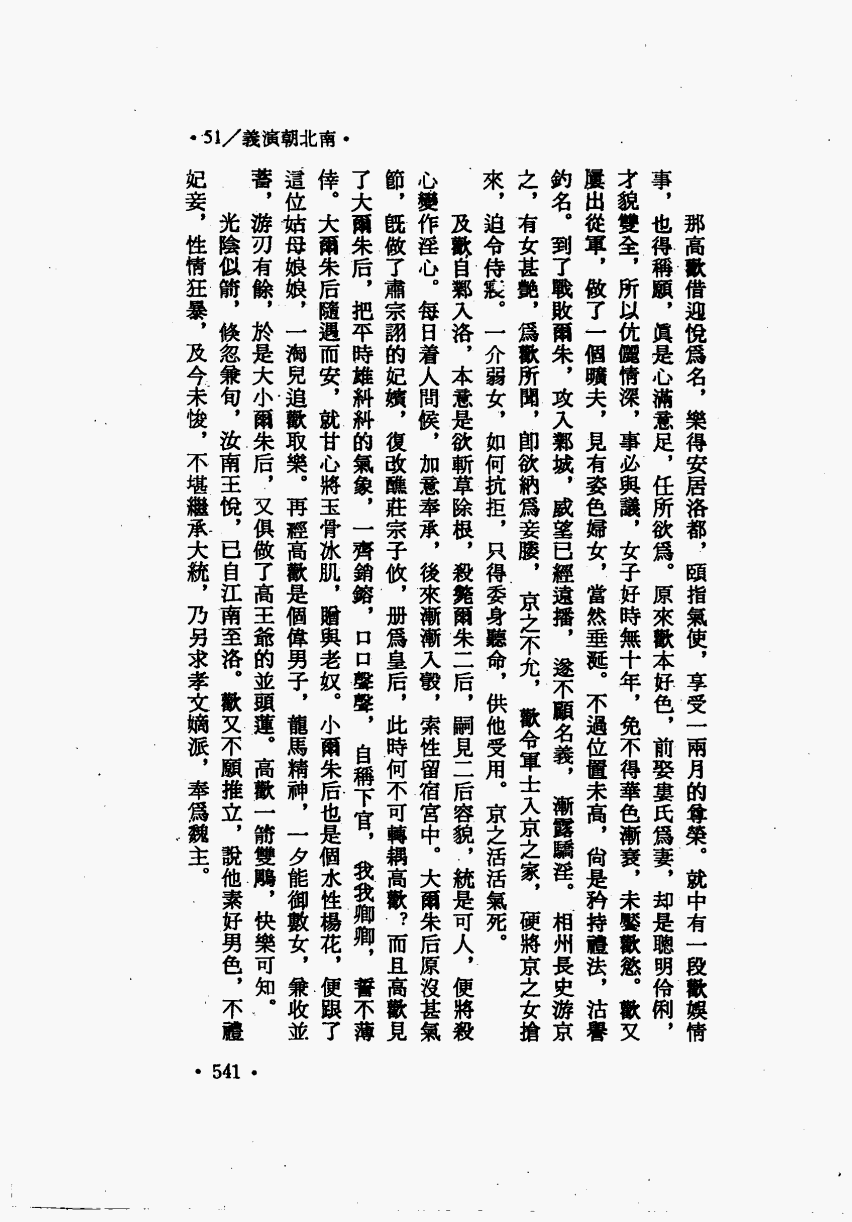 ·51／義演朝北南·
那高歡借迎悅爲名，樂得安居洛都，頤指氣使，享受一兩月的尊榮。就中有一段歡娛情
事，也得稱願，眞是心滿意足，任所欲爲。原來歡本好色，前娶婁氏爲妻，却是聰明伶俐，
才貌雙全，所以伉儷情深，事必與議，女子好時無十年，免不得華色漸衰，未饜歡慾。歡又
屢出從軍，做了一個曠夫，見有姿色婦女，當然垂涎。不過位置未高，尙是矜持禮法，沽譽
釣名。到了戰敗爾朱，攻入鄴城，威望已經遠播，遂不顧名義，漸露驕淫。相州長史游京
之，有女甚艷，爲歡所聞，卽欲納爲妾媵，京之不允，歡令軍士入京之家，硬將京之女搶
來，迫令侍寢。一介弱女，如何抗拒，只得委身聽命，供他受用。京之活活氣死。
及歡自鄴入洛，本意是欲斬草除根，殺斃爾朱二后，嗣見二后容貌，統是可人，便將殺
心變作淫心。每日着人問候，加意奉承，後來漸漸入彀，索性留宿宮中。大爾朱后原沒甚氣
節，旣做了肅宗詡的妃嬪，復改醮莊宗子攸，册爲皇后，此時何不可轉耦高歡？而且高歡見
了大爾朱后，把平時雄糾糾的氣象，一齊銷鎔，口口聲聲，自稱下官，我我卿卿，誓不薄
倖。大爾朱后隨遇而安，就甘心將玉骨冰肌，贈與老奴。小爾朱后也是個水性楊花，便跟了
這位姑母娘娘，一淘兒追歡取樂。再經高歡是個偉男子，龍馬精神，一夕能御數女，兼收並
蓄，游刃有餘，於是大小爾朱后，又俱做了高王爺的並頭蓮。高歡一箭雙鵰，快樂可知。
光陰似箭，倏忽兼旬，汝南王悅，已自江南至洛。歡又不願推立，說他素好男色，不禮
妃妾，性情狂暴，及今未悛，不堪繼承大統，乃另求孝文嫡派，奉爲魏主。
·541·